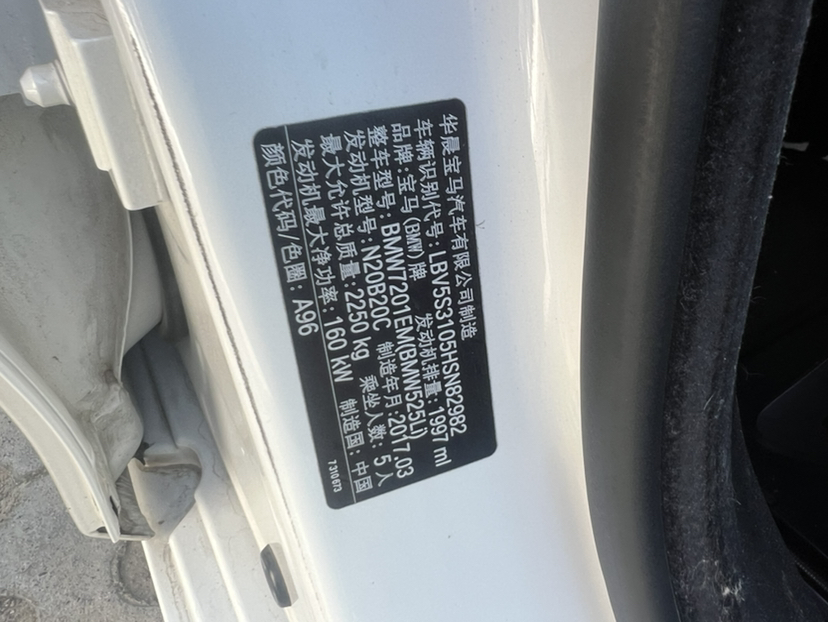 华晨宝马汽车有限公司制造
车辆识别代号: LBV5S3105HSN82982
品牌: 宝马(BMW)牌 发动机排量: 1997 ml
整车型号: BMW7201EM(BMW525Li)
发动机型号: N20B20C 制造年月: 2017.03
最大允许总质量: 2250 kg 乘坐人数: 5人
发动机最大净功率: 160 kW 制造国: 中国
颜色代码/色圈: A96
7310 673